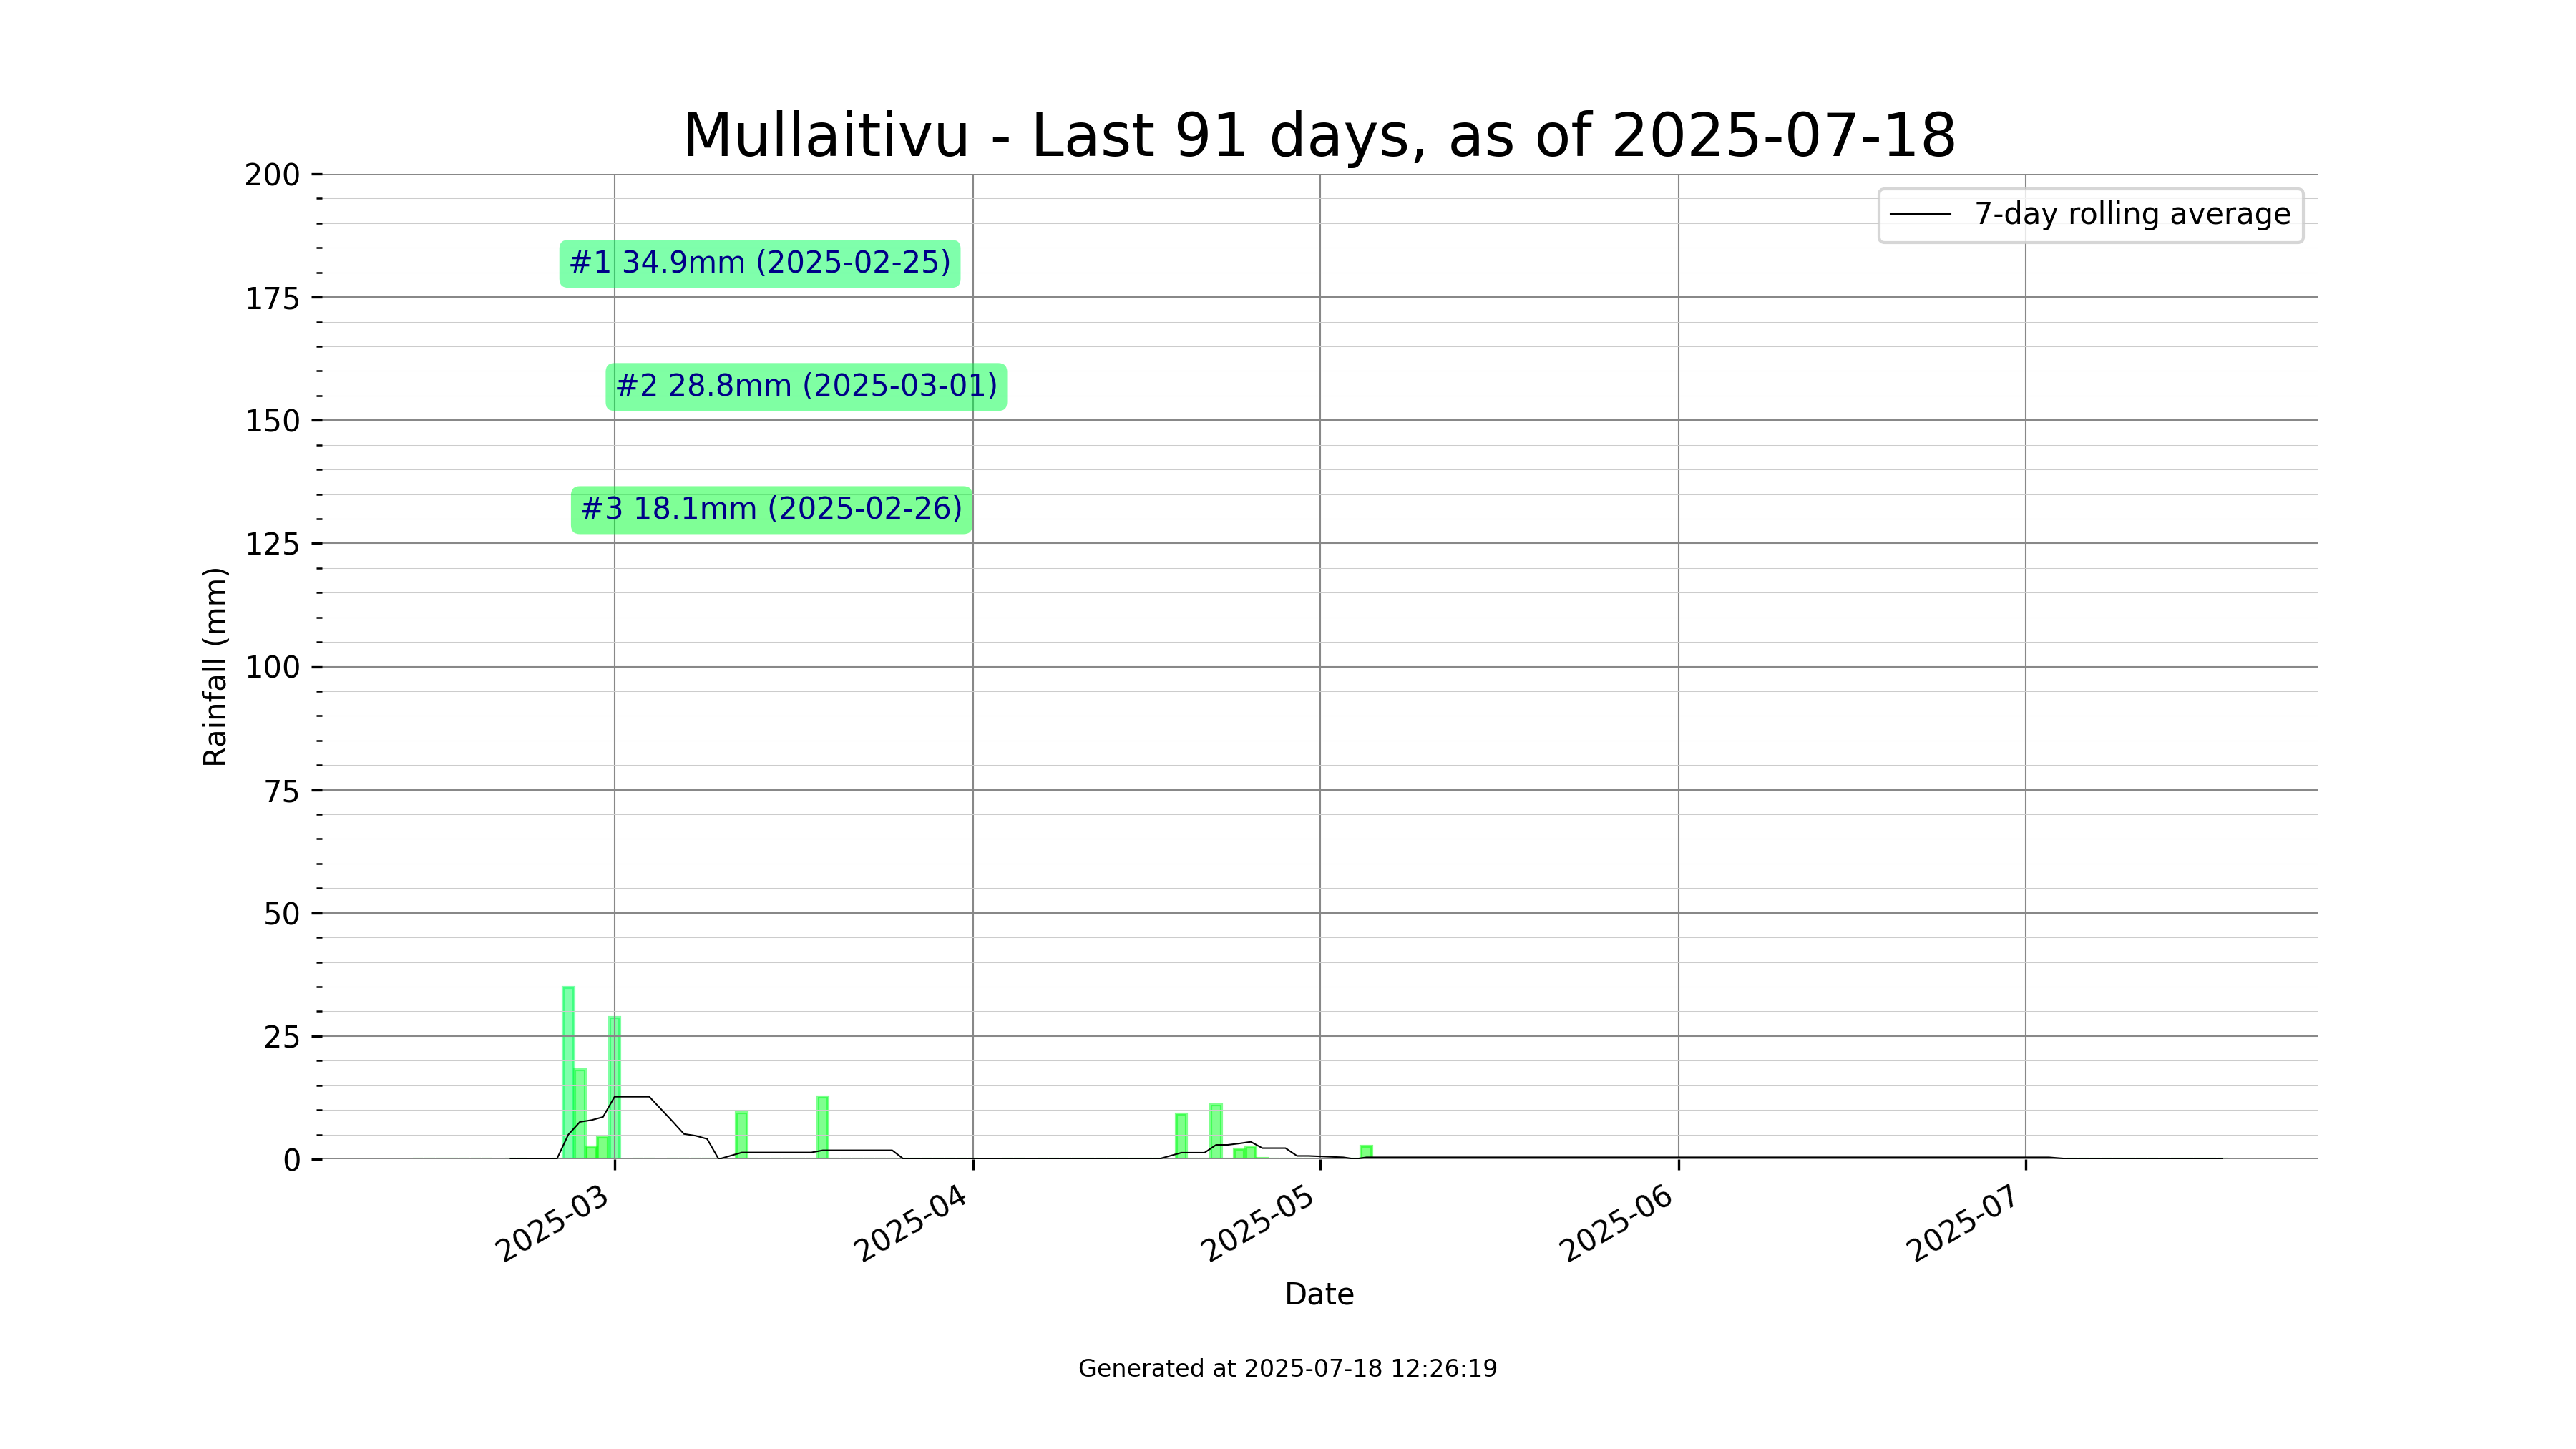 Mullaitivu - Last 91 days, as of 2025-07-18
200
175
150
125
100
75
50
25
0
Rainfall (mm)
7-day rolling average
#1 34.9mm (2025-02-25)
#2 28.8mm (2025-03-01)
#3 18.1mm (2025-02-26)
2025-03
2025-04
2025-05
2025-06
2025-07
Date
Generated at 2025-07-18 12:26:19